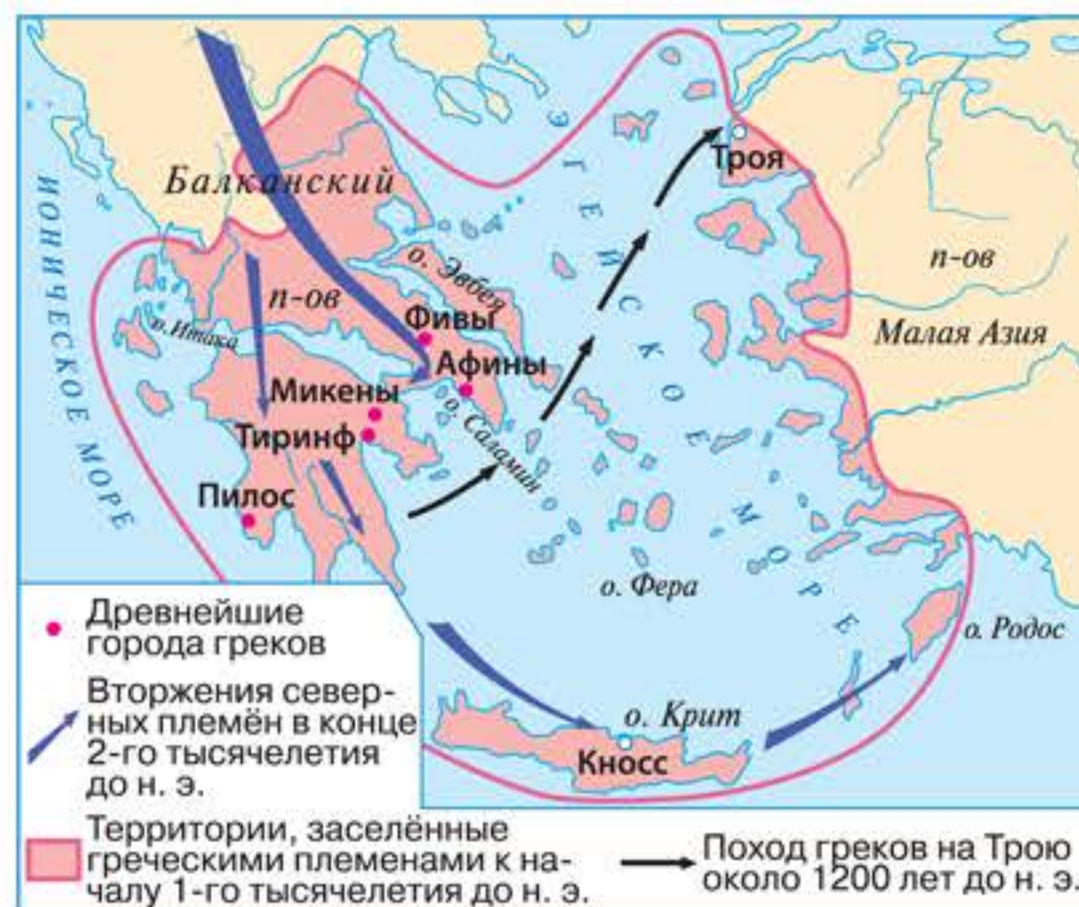 ИОНИЧЕСКОЕ МОРЕ
ЭГЕЙСКОЕ МОРЕ
Балканский
п-ов
Троя
п-ов
Малая Азия
о. Эвбея
о. Итака
Фивы
Афины
Микены
о. Саламин
Тиринф
Пилос
о. Фера
о. Родос
о. Крит
Кносс
Древнейшие
города греков
Вторжения север-
ных племён в конце
2-го тысячелетия
до н. э.
Территории, заселённые
греческими племенами к на-
чалу 1-го тысячелетия до н. э.
Поход греков на Трою
около 1200 лет до н. э.